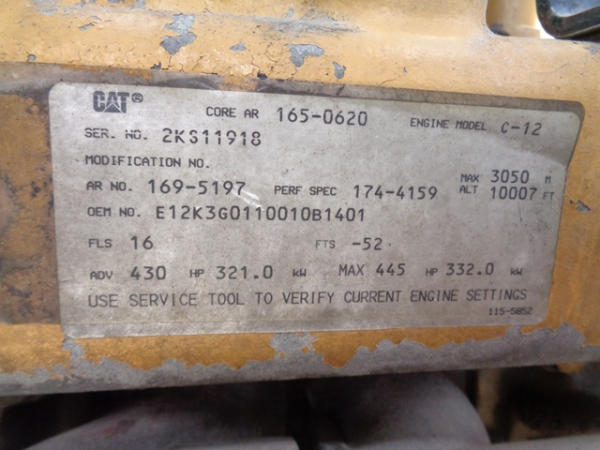 CAT® CORE AR 165-0620 ENGINE MODEL C-12
SER. NO. 2KS11918
MODIFICATION NO.
AR NO. 169-5197 PERF SPEC 174-4159 MAX ALT 3050 M 10007 FT
OEM NO. E12K3G0110010B1401
FLS 16 FTS -52
ADV 430 HP 321.0 kW MAX 445 HP 332.0 kW
USE SERVICE TOOL TO VERIFY CURRENT ENGINE SETTINGS
115-5852